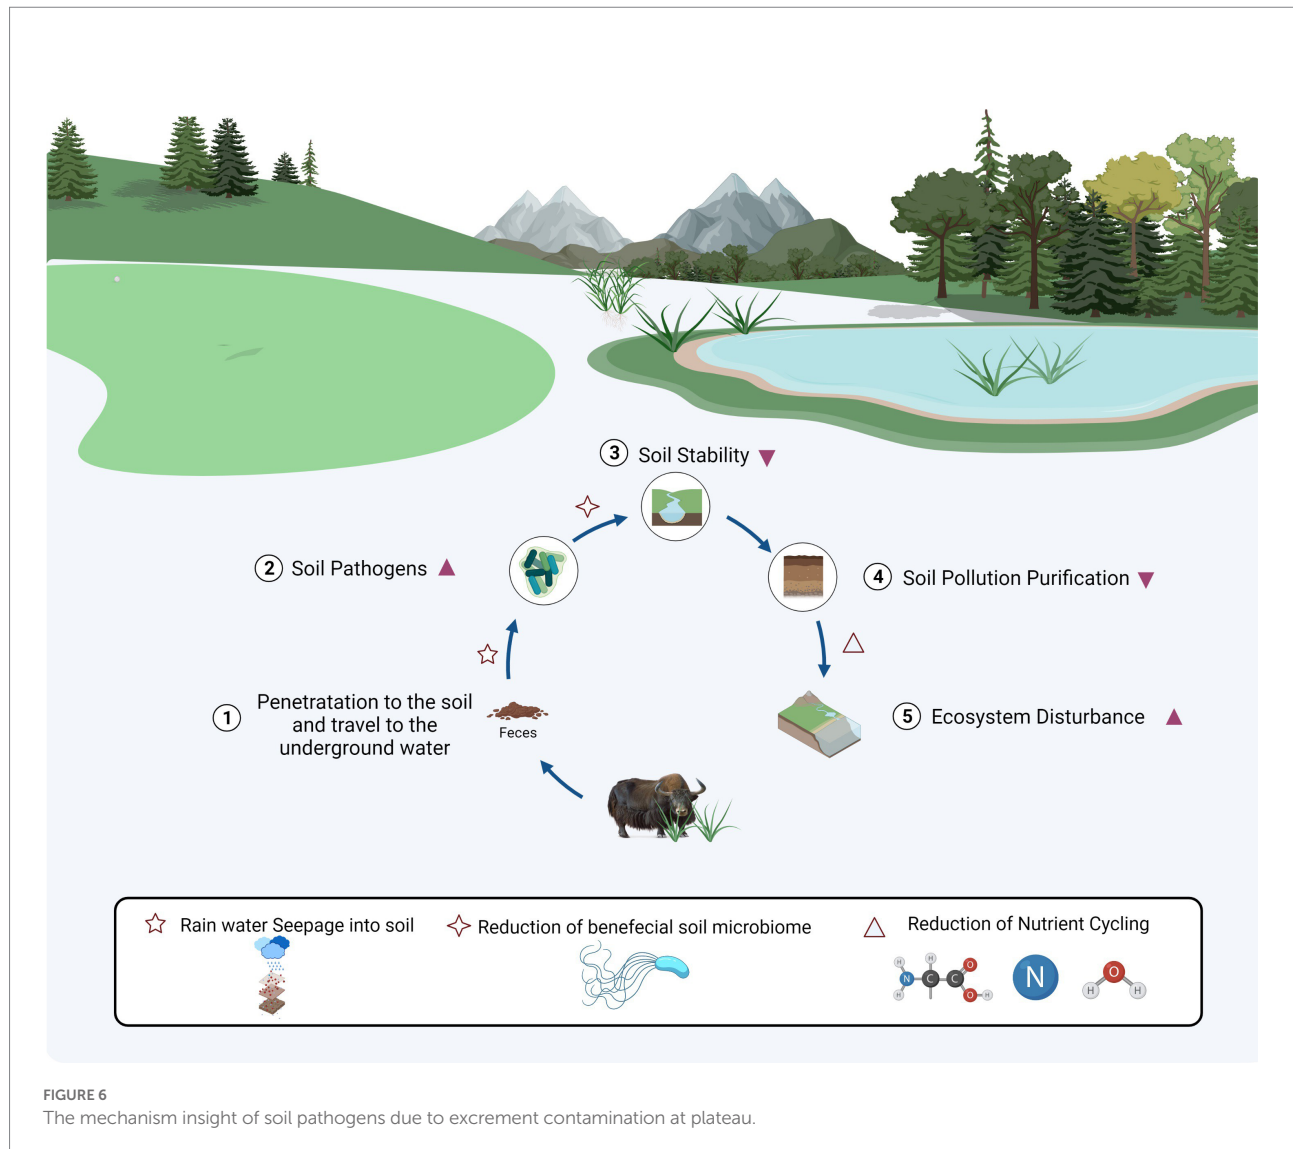 3 Soil Stability
2 Soil Pathogens
4 Soil Pollution Purification
1 Penetratation to the soil
and travel to the
underground water
Feces
5 Ecosystem Disturbance
Rain water Seepage into soil
Reduction of benefecial soil microbiome
Reduction of Nutrient Cycling
H N H C H C O O H
N
H O H
FIGURE 6
The mechanism insight of soil pathogens due to excrement contamination at plateau.